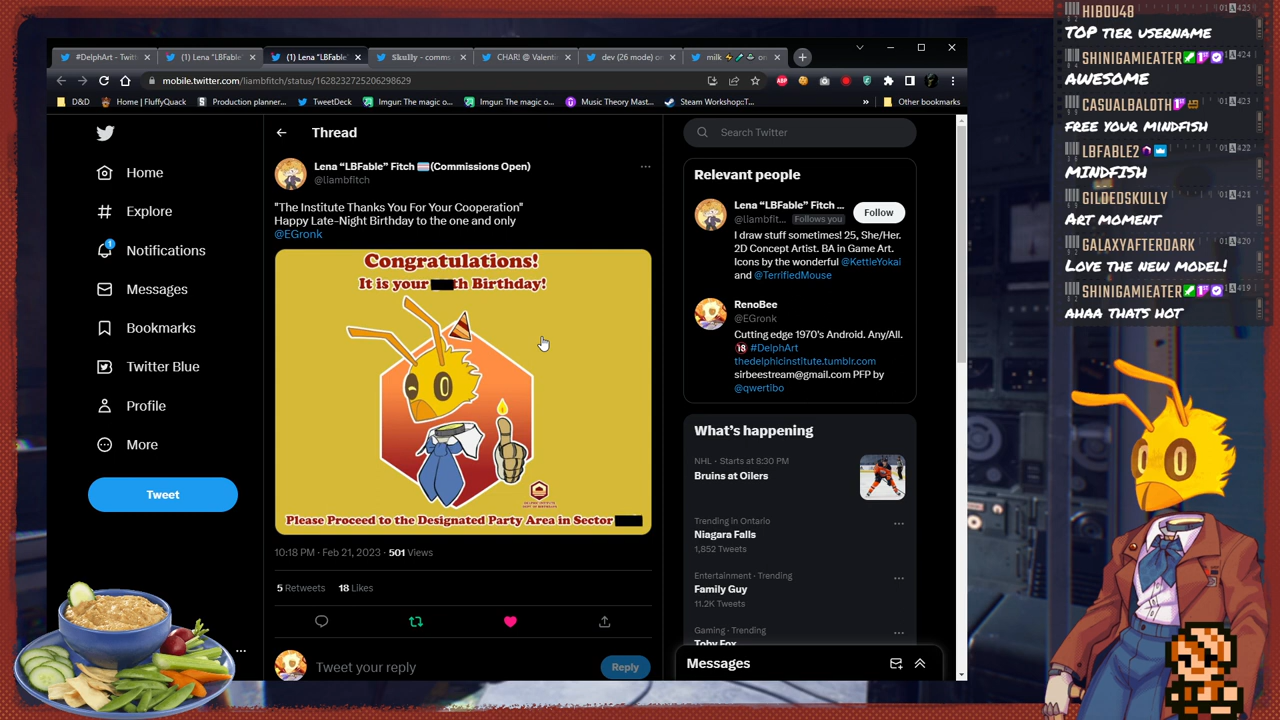 #DelphArt - Twitt
(1) Lena "LBFable"
(1) Lena "LBFable"
Skully - comms
CHAR! @ Valenti
dev (26 mode) on
milk
mobile.twitter.com/liambfitch/status/1628232725206298629
D&D
Home | FluffyQuack
Production planner...
TweetDeck
Imgur: The magic o...
Imgur: The magic o...
Music Theory Mast...
Steam Workshop::T...
»
Other bookmarks
Home
Explore
1
Notifications
Messages
Bookmarks
Twitter Blue
Profile
More
Tweet
Thread
Lena “LBFable” Fitch (Commissions Open)
@liambfitch
"The Institute Thanks You For Your Cooperation"
Happy Late-Night Birthday to the one and only
@EGronk
Congratulations!
It is your th Birthday!
Please Proceed to the Designated Party Area in Sector
10:18 PM · Feb 21, 2023 · 501 Views
5 Retweets 18 Likes
Tweet your reply
Reply
Search Twitter
Relevant people
Lena “LBFable” Fitch ...
@liambfit... Follows you
Follow
I draw stuff sometimes! 25, She/Her.
2D Concept Artist. BA in Game Art.
Icons by the wonderful @KettleYokai
and @TerrifiedMouse
RenoBee
@EGronk
Cutting edge 1970's Android. Any/All.
🔞 #DelphArt
thedelphicinstitute.tumblr.com
sirbeestream@gmail.com PFP by
@qwertibo
What’s happening
NHL · Starts at 8:30 PM
Bruins at Oilers
Trending in Ontario
Niagara Falls
1,852 Tweets
Entertainment · Trending
Family Guy
11.2K Tweets
Gaming · Trending
Toby Fox
Messages
HIBOU48
TOP TIER USERNAME
SHINIGAMIEATER
AWESOME
CASUALBALOTH
FREE YOUR MINDFISH
LBFABLE2
MINDFISH
GILDEDSKULLY
ART MOMENT
GALAXYAFTERDARK
LOVE THE NEW MODEL!
SHINIGAMIEATER
AHAA THATS HOT